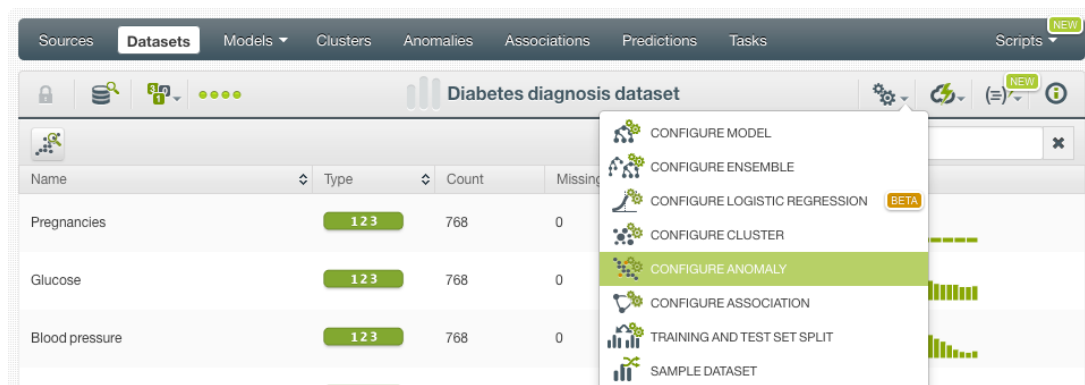 NEW
Sources Datasets Models Clusters Anomalies Associations Predictions Tasks Scripts
Diabetes diagnosis dataset NEW
CONFIGURE MODEL
CONFIGURE ENSEMBLE
Name Type Count Missing
CONFIGURE LOGISTIC REGRESSION BETA
Pregnancies 123 768 0
CONFIGURE CLUSTER
CONFIGURE ANOMALY
Glucose 123 768 0
CONFIGURE ASSOCIATION
Blood pressure 123 768 0
TRAINING AND TEST SET SPLIT
SAMPLE DATASET